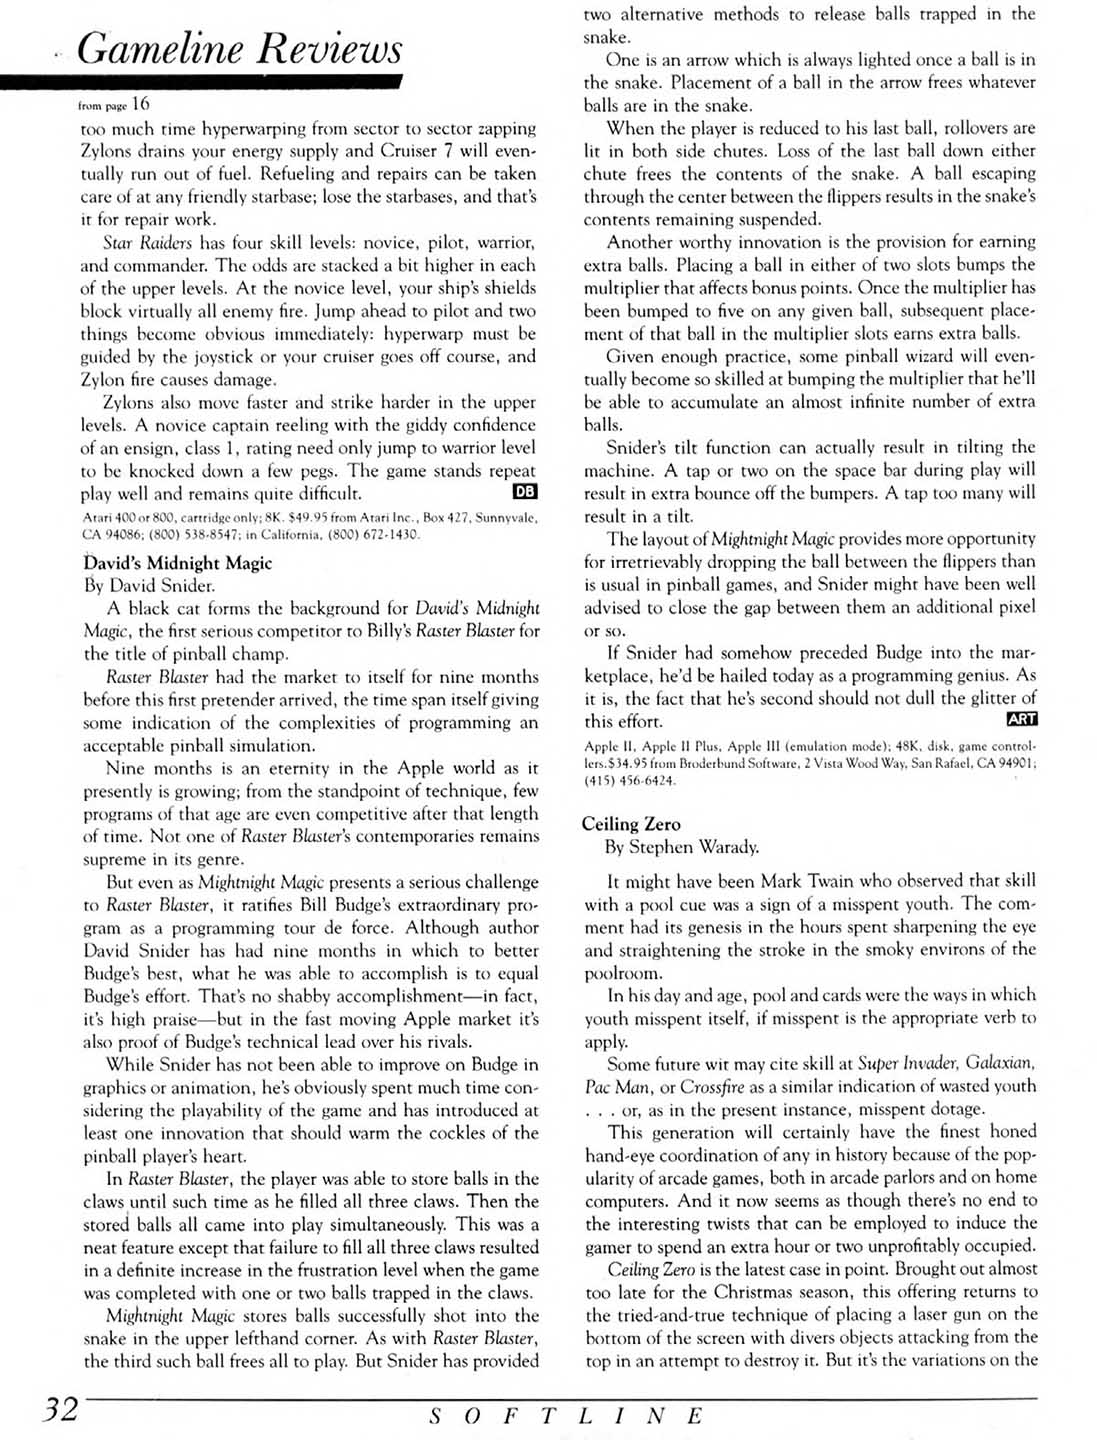 Gameline Reviews
from page 16
too much time hyperwarping from sector to sector zapping
Zylons drains your energy supply and Cruiser 7 will even-
tually run out of fuel. Refueling and repairs can be taken
care of at any friendly starbase; lose the starbases, and that's
it for repair work.
Star Raiders has four skill levels: novice, pilot, warrior,
and commander. The odds are stacked a bit higher in each
of the upper levels. At the novice level, your ship's shields
block virtually all enemy fire. Jump ahead to pilot and two
things become obvious immediately: hyperwarp must be
guided by the joystick or your cruiser goes off course, and
Zylon fire causes damage.
Zylons also move faster and strike harder in the upper
levels. A novice captain reeling with the giddy confidence
of an ensign, class 1, rating need only jump to warrior level
to be knocked down a few pegs. The game stands repeat
play well and remains quite difficult. DB
Atari 400 or 800, cartridge only; 8K. $49.95 from Atari Inc., Box 427, Sunnyvale,
CA 94086; (800) 538-8547; in California, (800) 672-1430.
David's Midnight Magic
By David Snider.
A black cat forms the background for David's Midnight
Magic, the first serious competitor to Billy's Raster Blaster for
the title of pinball champ.
Raster Blaster had the market to itself for nine months
before this first pretender arrived, the time span itself giving
some indication of the complexities of programming an
acceptable pinball simulation.
Nine months is an eternity in the Apple world as it
presently is growing; from the standpoint of technique, few
programs of that age are even competitive after that length
of time. Not one of Raster Blaster's contemporaries remains
supreme in its genre.
But even as Mightnight Magic presents a serious challenge
to Raster Blaster, it ratifies Bill Budge's extraordinary pro-
gram as a programming tour de force. Although author
David Snider has had nine months in which to better
Budge's best, what he was able to accomplish is to equal
Budge's effort. That's no shabby accomplishment—in fact,
it's high praise—but in the fast moving Apple market it's
also proof of Budge's technical lead over his rivals.
While Snider has not been able to improve on Budge in
graphics or animation, he's obviously spent much time con-
sidering the playability of the game and has introduced at
least one innovation that should warm the cockles of the
pinball player's heart.
In Raster Blaster, the player was able to store balls in the
claws until such time as he filled all three claws. Then the
stored balls all came into play simultaneously. This was a
neat feature except that failure to fill all three claws resulted
in a definite increase in the frustration level when the game
was completed with one or two balls trapped in the claws.
Mightnight Magic stores balls successfully shot into the
snake in the upper lefthand corner. As with Raster Blaster,
the third such ball frees all to play. But Snider has provided
two alternative methods to release balls trapped in the
snake.
One is an arrow which is always lighted once a ball is in
the snake. Placement of a ball in the arrow frees whatever
balls are in the snake.
When the player is reduced to his last ball, rollovers are
lit in both side chutes. Loss of the last ball down either
chute frees the contents of the snake. A ball escaping
through the center between the flippers results in the snake's
contents remaining suspended.
Another worthy innovation is the provision for earning
extra balls. Placing a ball in either of two slots bumps the
multiplier that affects bonus points. Once the multiplier has
been bumped to five on any given ball, subsequent place-
ment of that ball in the multiplier slots earns extra balls.
Given enough practice, some pinball wizard will even-
tually become so skilled at bumping the multiplier that he'll
be able to accumulate an almost infinite number of extra
balls.
Snider's tilt function can actually result in tilting the
machine. A tap or two on the space bar during play will
result in extra bounce off the bumpers. A tap too many will
result in a tilt.
The layout of Mightnight Magic provides more opportunity
for irretrievably dropping the ball between the flippers than
is usual in pinball games, and Snider might have been well
advised to close the gap between them an additional pixel
or so.
If Snider had somehow preceded Budge into the mar-
ketplace, he'd be hailed today as a programming genius. As
it is, the fact that he's second should not dull the glitter of
this effort. ART
Apple II, Apple II Plus, Apple III (emulation mode); 48K, disk, game control-
lers.$34.95 from Broderbund Software, 2 Vista Wood Way, San Rafael, CA 94901;
(415) 456-6424.
Ceiling Zero
By Stephen Warady.
It might have been Mark Twain who observed that skill
with a pool cue was a sign of a misspent youth. The com-
ment had its genesis in the hours spent sharpening the eye
and straightening the stroke in the smoky environs of the
poolroom.
In his day and age, pool and cards were the ways in which
youth misspent itself, if misspent is the appropriate verb to
apply.
Some future wit may cite skill at Super Invader, Galaxian,
Pac Man, or Crossfire as a similar indication of wasted youth
. . . or, as in the present instance, misspent dotage.
This generation will certainly have the finest honed
hand-eye coordination of any in history because of the pop-
ularity of arcade games, both in arcade parlors and on home
computers. And it now seems as though there's no end to
the interesting twists that can be employed to induce the
gamer to spend an extra hour or two unprofitably occupied.
Ceiling Zero is the latest case in point. Brought out almost
too late for the Christmas season, this offering returns to
the tried-and-true technique of placing a laser gun on the
bottom of the screen with divers objects attacking from the
top in an attempt to destroy it. But it's the variations on the
32
SOFTLINE